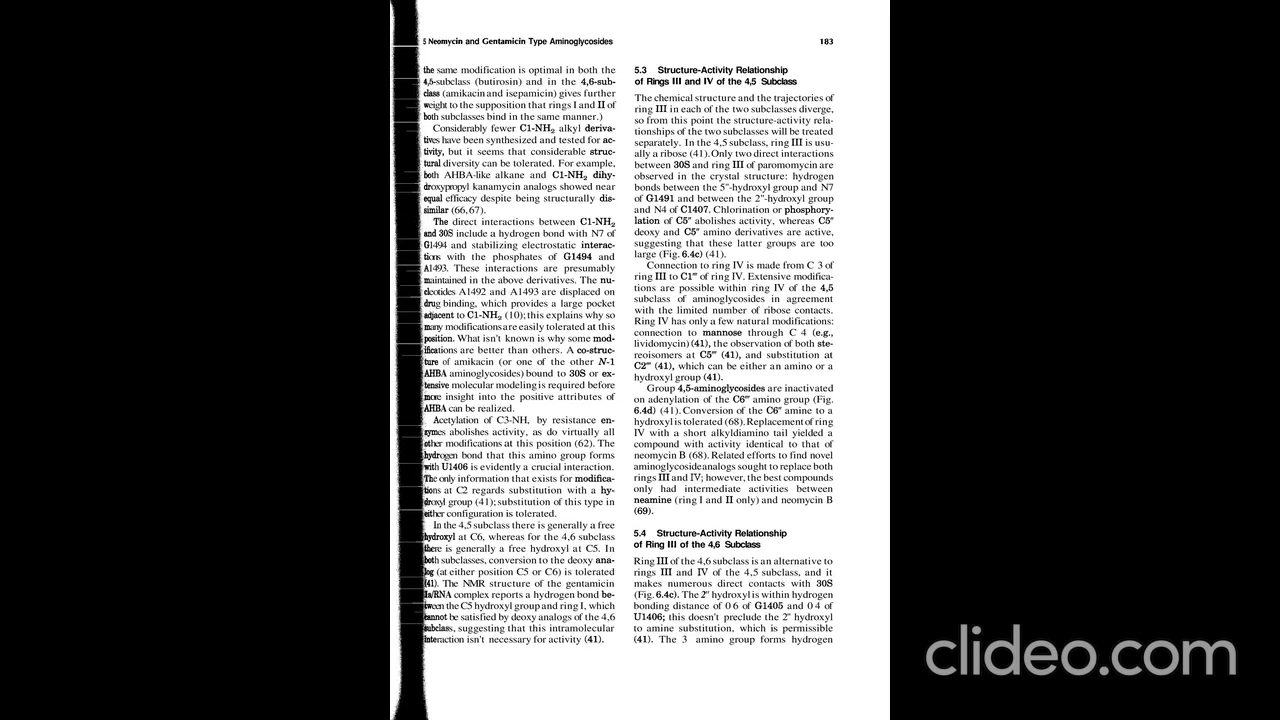 5 Neomycin and Gentamicin Type Aminoglycosides
183
the same modification is optimal in both the
4,5-subclass (butirosin) and in the 4,6-sub-
class (amikacin and isepamicin) gives further
weight to the supposition that rings I and II of
both subclasses bind in the same manner.)
Considerably fewer C1-NH₂ alkyl deriva-
tives have been synthesized and tested for ac-
tivity, but it seems that considerable struc-
tural diversity can be tolerated. For example,
both AHBA-like alkane and C1-NH₂ dihy-
droxypropyl kanamycin analogs showed near
equal efficacy despite being structurally dis-
similar (66,67).
The direct interactions between C1-NH₂
and 30S include a hydrogen bond with N7 of
G1494 and stabilizing electrostatic interac-
tions with the phosphates of G1494 and
A1493. These interactions are presumably
maintained in the above derivatives. The nu-
cleotides A1492 and A1493 are displaced on
drug binding, which provides a large pocket
adjacent to C1-NH₂ (10); this explains why so
many modifications are easily tolerated at this
position. What isn't known is why some mod-
ifications are better than others. A co-struc-
ture of amikacin (or one of the other N-1
AHBA aminoglycosides) bound to 30S or ex-
tensive molecular modeling is required before
more insight into the positive attributes of
AHBA can be realized.
Acetylation of C3-NH, by resistance en-
zymes abolishes activity, as do virtually all
other modifications at this position (62). The
hydrogen bond that this amino group forms
with U1406 is evidently a crucial interaction.
The only information that exists for modifica-
tions at C2 regards substitution with a hy-
droxyl group (41); substitution of this type in
either configuration is tolerated.
In the 4,5 subclass there is generally a free
hydroxyl at C6, whereas for the 4,6 subclass
there is generally a free hydroxyl at C5. In
both subclasses, conversion to the deoxy ana-
log (at either position C5 or C6) is tolerated
(41). The NMR structure of the gentamicin
Ia/RNA complex reports a hydrogen bond be-
tween the C5 hydroxyl group and ring I, which
cannot be satisfied by deoxy analogs of the 4,6
subclass, suggesting that this intramolecular
interaction isn't necessary for activity (41).
5.3 Structure-Activity Relationship
of Rings III and IV of the 4,5 Subclass
The chemical structure and the trajectories of
ring III in each of the two subclasses diverge,
so from this point the structure-activity rela-
tionships of the two subclasses will be treated
separately. In the 4,5 subclass, ring III is usu-
ally a ribose (41). Only two direct interactions
between 30S and ring III of paromomycin are
observed in the crystal structure: hydrogen
bonds between the 5"-hydroxyl group and N7
of G1491 and between the 2"-hydroxyl group
and N4 of C1407. Chlorination or phosphory-
lation of C5" abolishes activity, whereas C5"
deoxy and C5" amino derivatives are active,
suggesting that these latter groups are too
large (Fig. 6.4c) (41).
Connection to ring IV is made from C 3 of
ring III to C1''' of ring IV. Extensive modifica-
tions are possible within ring IV of the 4,5
subclass of aminoglycosides in agreement
with the limited number of ribose contacts.
Ring IV has only a few natural modifications:
connection to mannose through C 4 (e.g.,
lividomycin) (41), the observation of both ste-
reoisomers at C5''' (41), and substitution at
C2''' (41), which can be either an amino or a
hydroxyl group (41).
Group 4,5-aminoglycosides are inactivated
on adenylation of the C6''' amino group (Fig.
6.4d) (41). Conversion of the C6''' amine to a
hydroxyl is tolerated (68). Replacement of ring
IV with a short alkyldiamino tail yielded a
compound with activity identical to that of
neomycin B (68). Related efforts to find novel
aminoglycoside analogs sought to replace both
rings III and IV; however, the best compounds
only had intermediate activities between
neamine (ring I and II only) and neomycin B
(69).
5.4 Structure-Activity Relationship
of Ring III of the 4,6 Subclass
Ring III of the 4,6 subclass is an alternative to
rings III and IV of the 4,5 subclass, and it
makes numerous direct contacts with 30S
(Fig. 6.4c). The 2" hydroxyl is within hydrogen
bonding distance of 0 6 of G1405 and 0 4 of
U1406; this doesn't preclude the 2" hydroxyl
to amine substitution, which is permissible
(41). The 3 amino group forms hydrogen
clideo.com